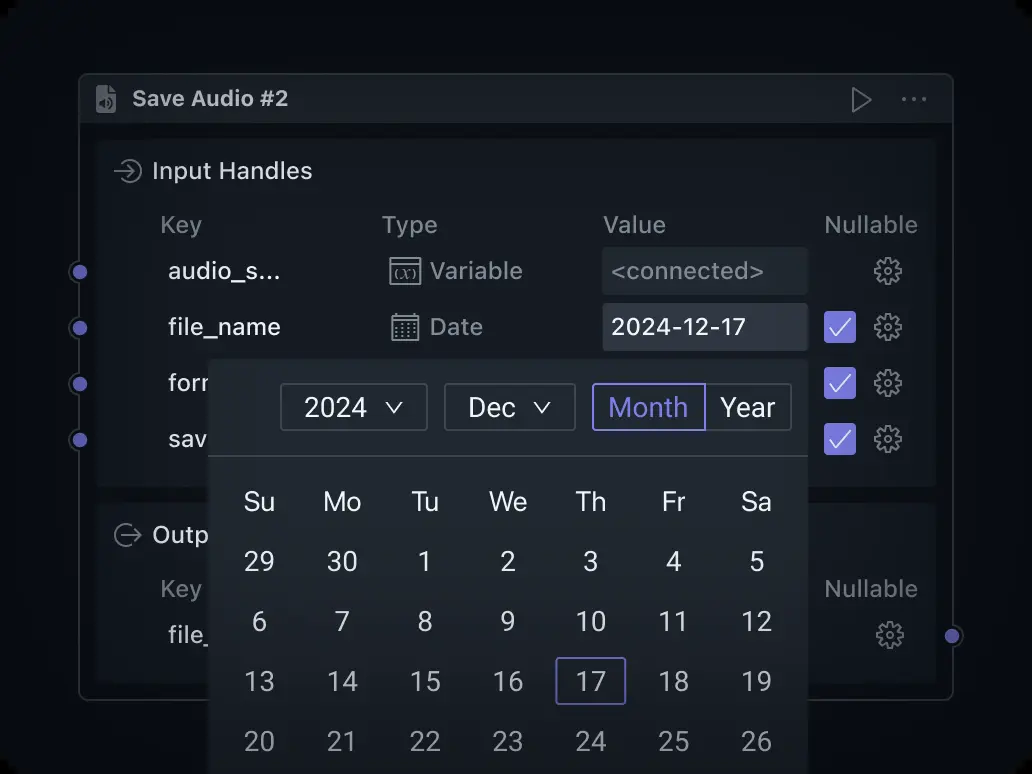 Save Audio #2
Input Handles
Key Type Value Nullable
audio_s... (x) Variable <connected>
file_name Date 2024-12-17
forr
sav
2024 Dec Month Year
Su Mo Tu We Th Fr Sa
29 30 1 2 3 4 5
6 7 8 9 10 11 12
13 14 15 16 17 18 19
20 21 22 23 24 25 26
Outp
Key Nullable
file_